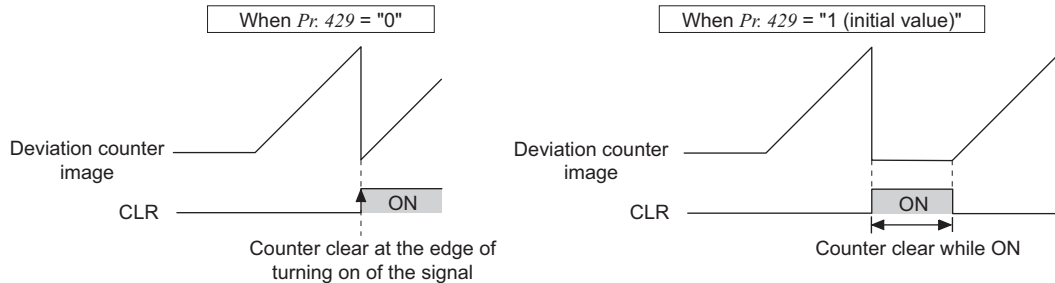 When Pr. 429 = "0"
Deviation counter
image
CLR
ON
Counter clear at the edge of
turning on of the signal
When Pr. 429 = "1 (initial value)"
Deviation counter
image
CLR
ON
Counter clear while ON